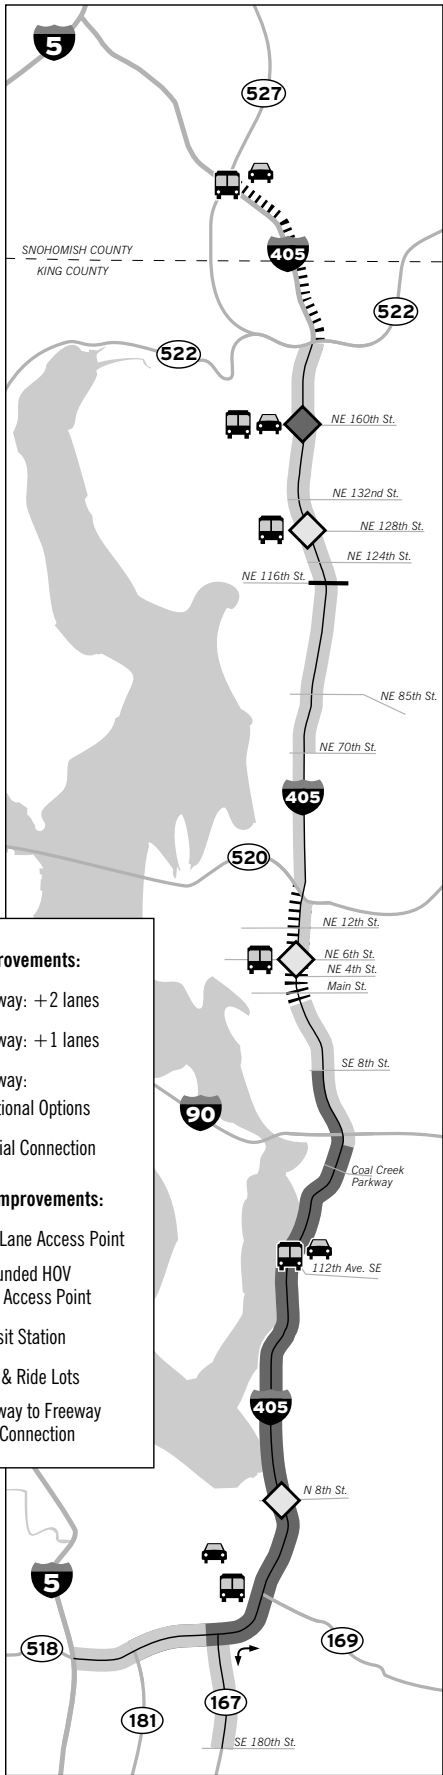 5
527
SNOHOMISH COUNTY
KING COUNTY
405
522
522
NE 160th St.
NE 132nd St.
NE 128th St.
NE 124th St.
NE 116th St.
NE 85th St.
NE 70th St.
405
520
NE 12th St.
NE 6th St.
NE 4th St.
Main St.
SE 8th St.
90
Coal Creek
Parkway
112th Ave. SE
405
N 8th St.
5
518
169
167
181
SE 180th St.
rovements:
way: +2 lanes
way: +1 lanes
way:
tional Options
ial Connection
mprovements:
Lane Access Point
unded HOV
Access Point
sit Station
& Ride Lots
way to Freeway
Connection